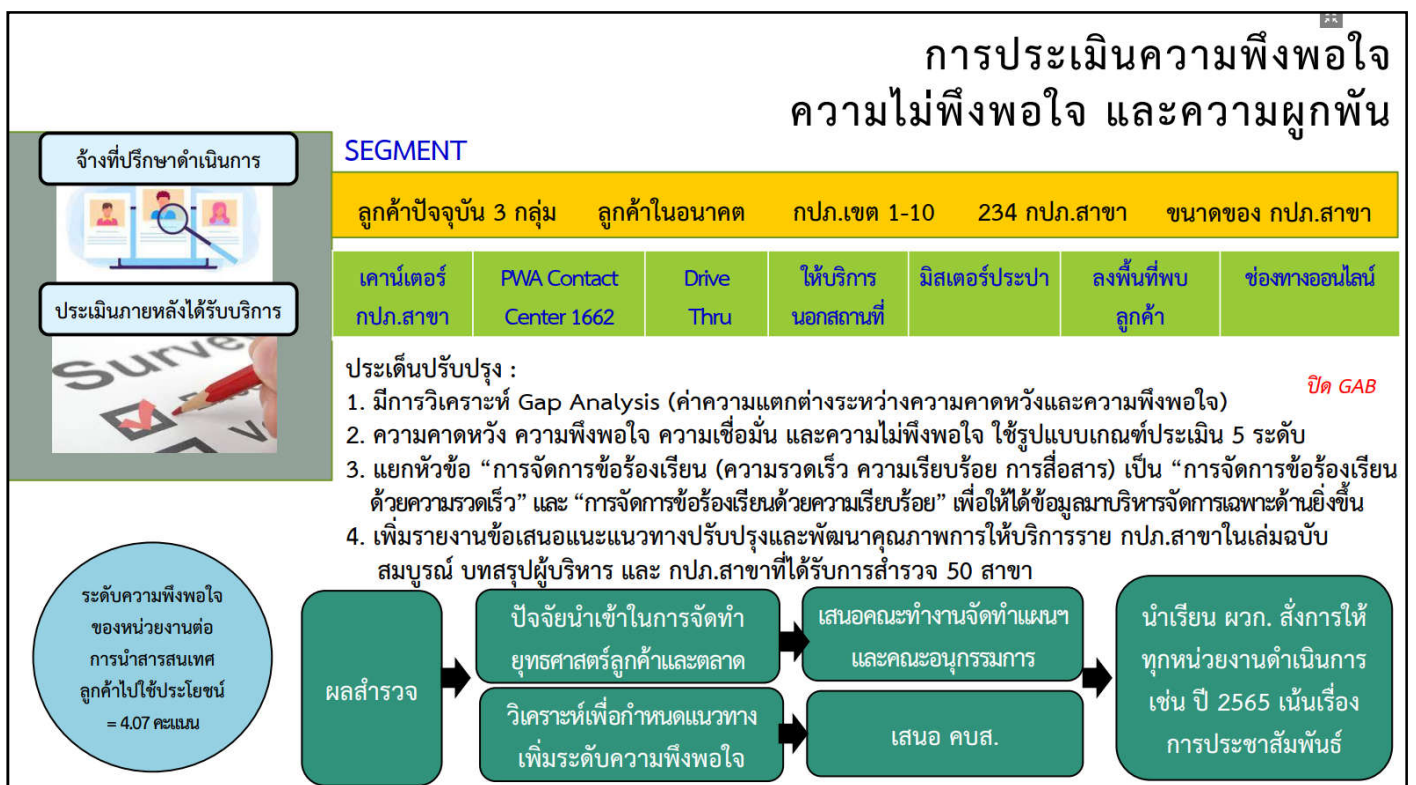 การประเมินความพึงพอใจ
ความไม่พึงพอใจ และความผูกพัน
จ้างที่ปรึกษาดำเนินการ
ประเมินภายหลังได้รับบริการ
Survey
SEGMENT
ลูกค้าปัจจุบัน 3 กลุ่ม ลูกค้าในอนาคต กปภ.เขต 1-10 234 กปภ.สาขา ขนาดของ กปภ.สาขา
เคาน์เตอร์
กปภ.สาขา
PWA Contact
Center 1662
Drive
Thru
ให้บริการ
นอกสถานที่
มิสเตอร์ประปา
ลงพื้นที่พบ
ลูกค้า
ช่องทางออนไลน์
ประเด็นปรับปรุง :
ปิด GAB
1. มีการวิเคราะห์ Gap Analysis (ค่าความแตกต่างระหว่างความคาดหวังและความพึงพอใจ)
2. ความคาดหวัง ความพึงพอใจ ความเชื่อมั่น และความไม่พึงพอใจ ใช้รูปแบบเกณฑ์ประเมิน 5 ระดับ
3. แยกหัวข้อ “การจัดการข้อร้องเรียน (ความรวดเร็ว ความเรียบร้อย การสื่อสาร) เป็น “การจัดการข้อร้องเรียน
ด้วยความรวดเร็ว” และ “การจัดการข้อร้องเรียนด้วยความเรียบร้อย” เพื่อให้ได้ข้อมูลมาบริหารจัดการเฉพาะด้านยิ่งขึ้น
4. เพิ่มรายงานข้อเสนอแนะแนวทางปรับปรุงและพัฒนาคุณภาพการให้บริการราย กปภ.สาขาในเล่มฉบับ
สมบูรณ์ บทสรุปผู้บริหาร และ กปภ.สาขาที่ได้รับการสำรวจ 50 สาขา
ระดับความพึงพอใจ
ของหน่วยงานต่อ
การนำสารสนเทศ
ลูกค้าไปใช้ประโยชน์
= 4.07 คะแนน
ผลสำรวจ
ปัจจัยนำเข้าในการจัดทำ
ยุทธศาสตร์ลูกค้าและตลาด
วิเคราะห์เพื่อกำหนดแนวทาง
เพิ่มระดับความพึงพอใจ
เสนอคณะทำงานจัดทำแผนฯ
และคณะอนุกรรมการ
เสนอ คบส.
นำเรียน ผวก. สั่งการให้
ทุกหน่วยงานดำเนินการ
เช่น ปี 2565 เน้นเรื่อง
การประชาสัมพันธ์